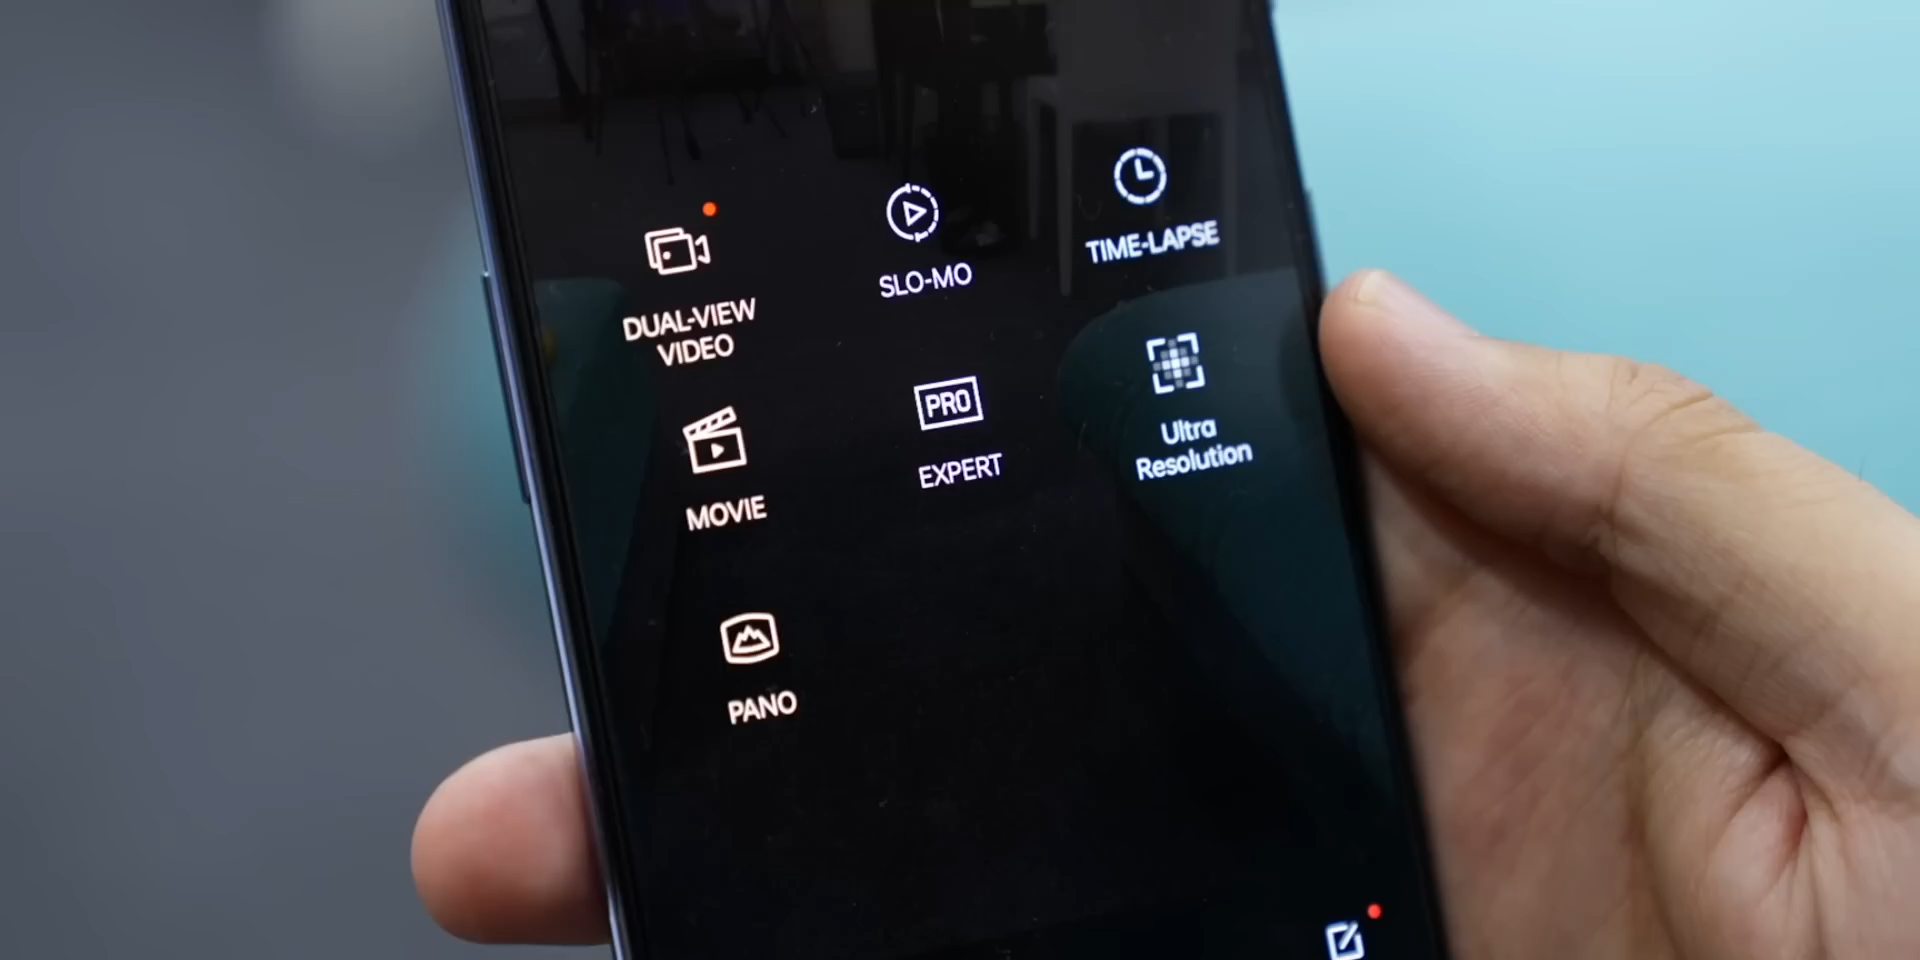 DUAL-VIEW
VIDEO
SLO-MO
TIME-LAPSE
MOVIE
PRO
EXPERT
Ultra
Resolution
PANO